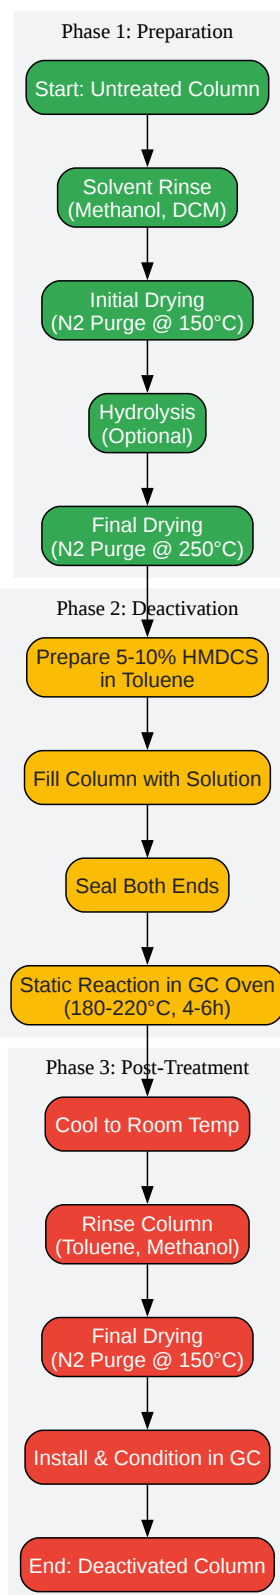 Phase 1: Preparation
Start: Untreated Column
Solvent Rinse
(Methanol, DCM)
Initial Drying
(N2 Purge @ 150°C)
Hydrolysis
(Optional)
Final Drying
(N2 Purge @ 250°C)
Phase 2: Deactivation
Prepare 5-10% HMDCS
in Toluene
Fill Column with Solution
Seal Both Ends
Static Reaction in GC Oven
(180-220°C, 4-6h)
Phase 3: Post-Treatment
Cool to Room Temp
Rinse Column
(Toluene, Methanol)
Final Drying
(N2 Purge @ 150°C)
Install & Condition in GC
End: Deactivated Column